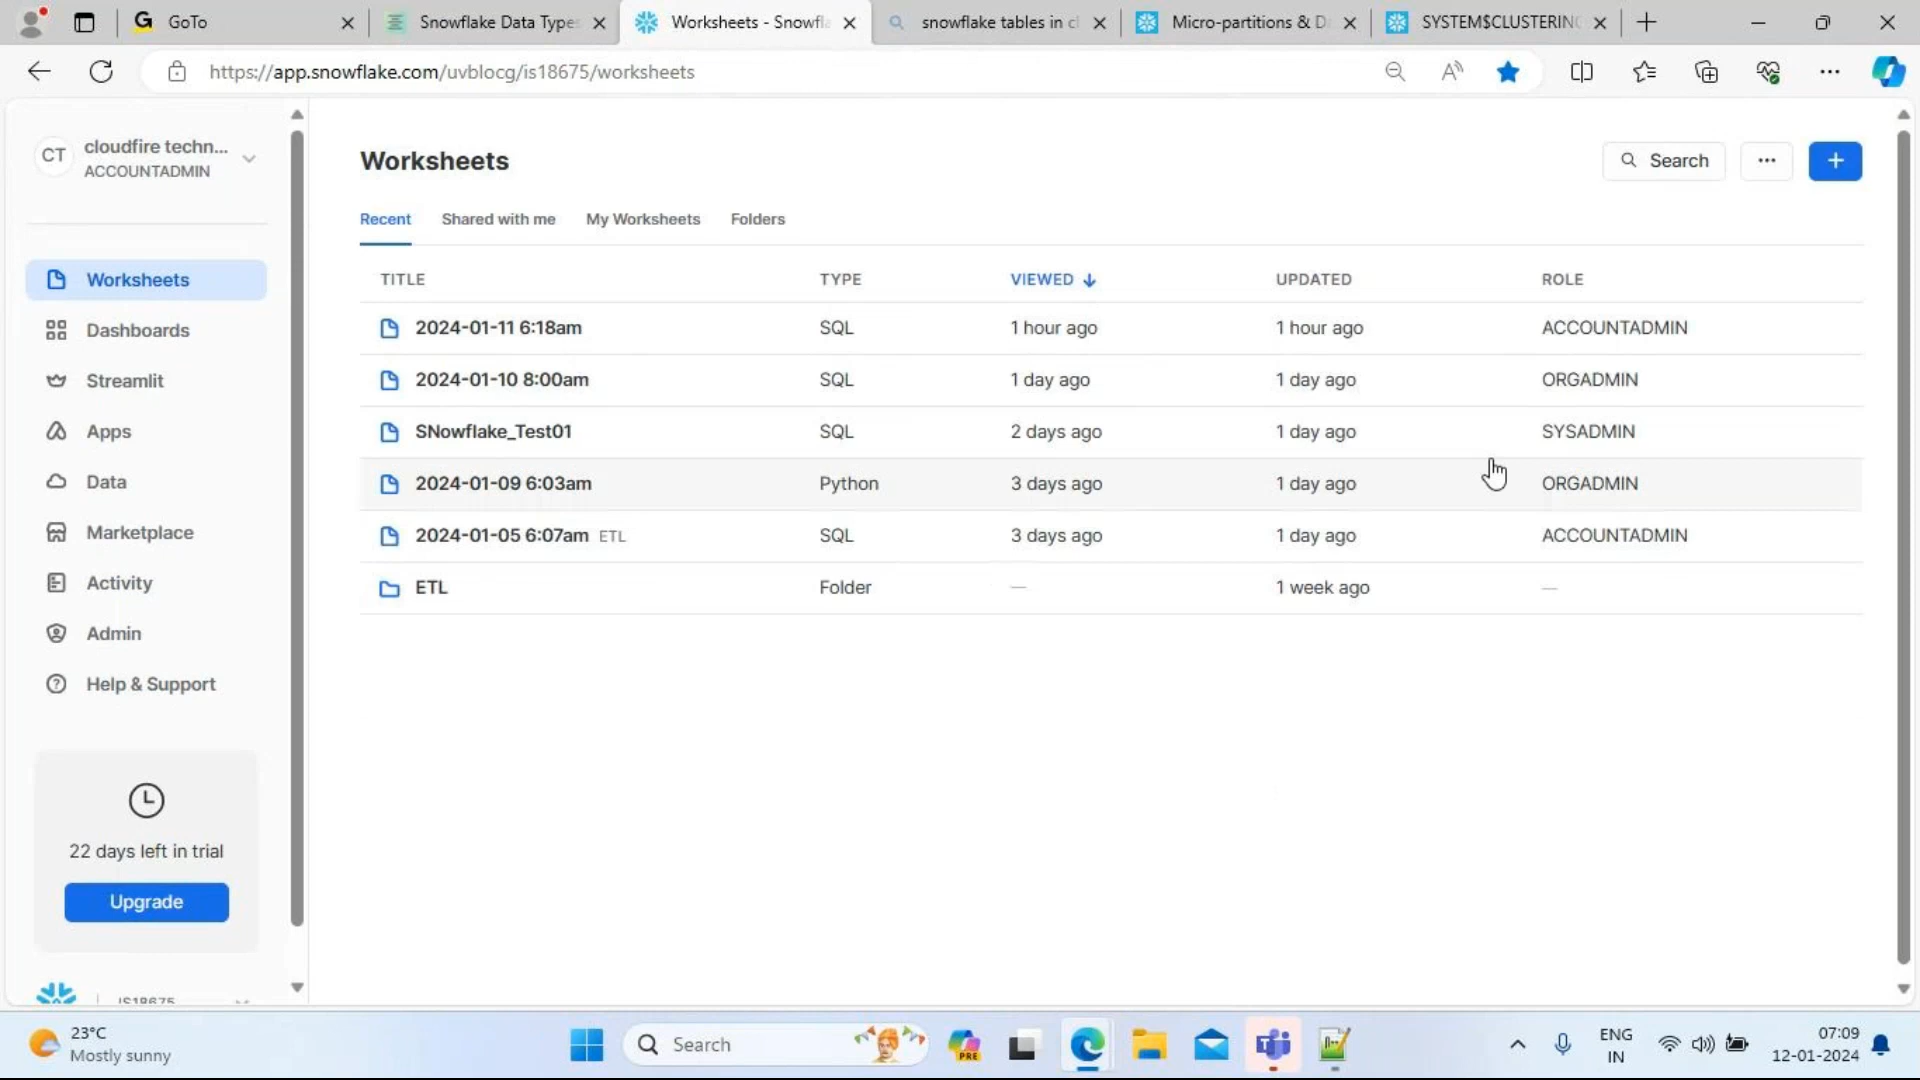 GoTo
Snowflake Data Types
Worksheets - Snowfla
snowflake tables in cl
Micro-partitions & D
SYSTEM$CLUSTERING
https://app.snowflake.com/uvblocg/is18675/worksheets
CT
cloudfire techn...
ACCOUNTADMIN
Worksheets
Dashboards
Streamlit
Apps
Data
Marketplace
Activity
Admin
Help & Support
22 days left in trial
Upgrade
IS18675
Worksheets
Search
Recent Shared with me My Worksheets Folders
TITLE TYPE VIEWED UPDATED ROLE
2024-01-11 6:18am SQL 1 hour ago 1 hour ago ACCOUNTADMIN
2024-01-10 8:00am SQL 1 day ago 1 day ago ORGADMIN
SNowflake_Test01 SQL 2 days ago 1 day ago SYSADMIN
2024-01-09 6:03am Python 3 days ago 1 day ago ORGADMIN
2024-01-05 6:07am ETL SQL 3 days ago 1 day ago ACCOUNTADMIN
ETL Folder — 1 week ago —
23°C
Mostly sunny
Search
PRE
ENG
IN
07:09
12-01-2024